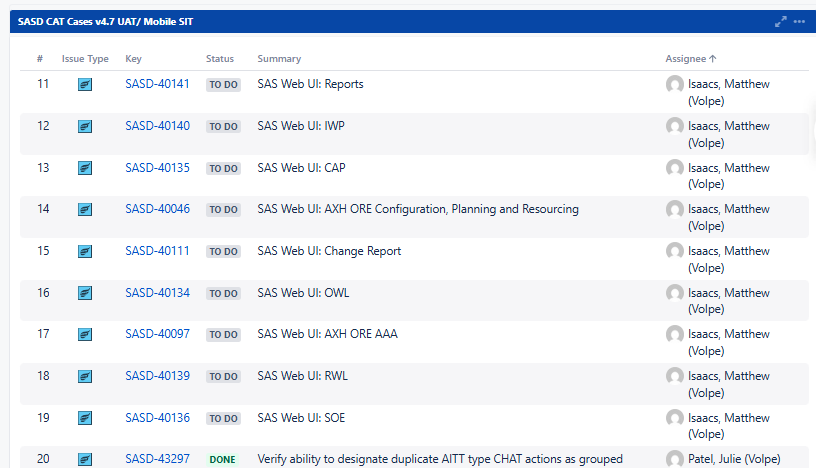 SASD CAT Cases v4.7 UAT/ Mobile SIT
# Issue Type Key Status Summary Assignee ↑
11 SASD-40141 TO DO SAS Web UI: Reports Isaacs, Matthew
(Volpe)
12 SASD-40140 TO DO SAS Web UI: IWP Isaacs, Matthew
(Volpe)
13 SASD-40135 TO DO SAS Web UI: CAP Isaacs, Matthew
(Volpe)
14 SASD-40046 TO DO SAS Web UI: AXH ORE Configuration, Planning and Resourcing Isaacs, Matthew
(Volpe)
15 SASD-40111 TO DO SAS Web UI: Change Report Isaacs, Matthew
(Volpe)
16 SASD-40134 TO DO SAS Web UI: OWL Isaacs, Matthew
(Volpe)
17 SASD-40097 TO DO SAS Web UI: AXH ORE AAA Isaacs, Matthew
(Volpe)
18 SASD-40139 TO DO SAS Web UI: RWL Isaacs, Matthew
(Volpe)
19 SASD-40136 TO DO SAS Web UI: SOE Isaacs, Matthew
(Volpe)
20 SASD-43297 DONE Verify ability to designate duplicate AITT type CHAT actions as grouped Patel, Julie (Volpe)